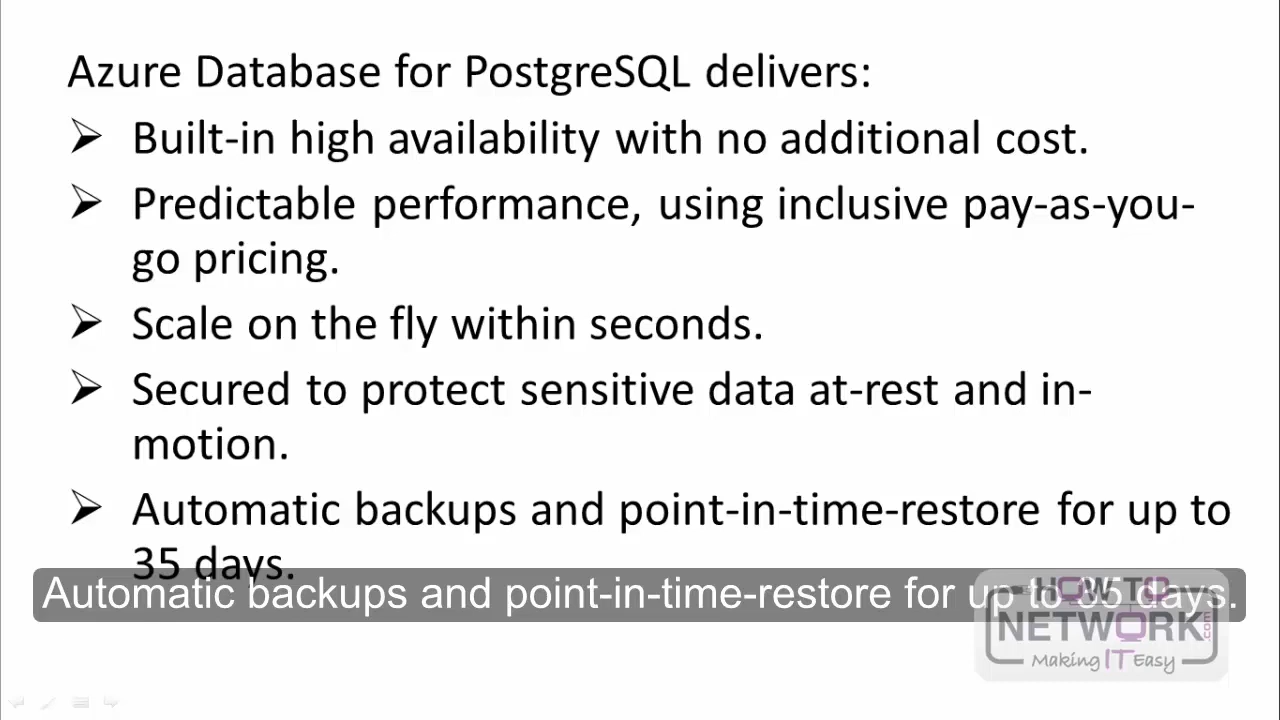 Azure Database for PostgreSQL delivers:
➢ Built-in high availability with no additional cost.
➢ Predictable performance, using inclusive pay-as-you-
go pricing.
➢ Scale on the fly within seconds.
➢ Secured to protect sensitive data at-rest and in-
motion.
➢ Automatic backups and point-in-time-restore for up to
35 days.
Automatic backups and point-in-time-restore for up to 35 days.
HOW TO
NETWORK.com
Making IT Easy